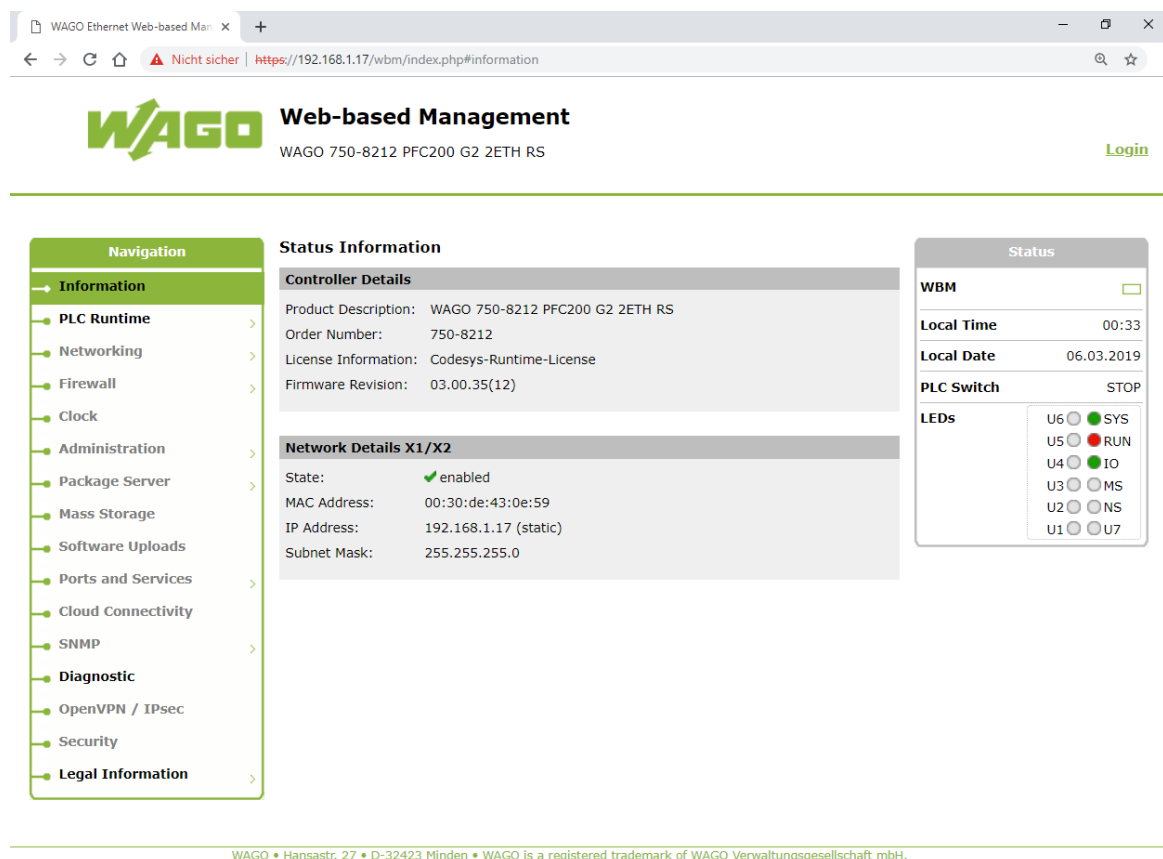 WAGO Ethernet Web-based Man
Nicht sicher | https://192.168.1.17/wbm/index.php#information
WAGO
Web-based Management
WAGO 750-8212 PFC200 G2 2ETH RS
Login
Navigation
Information
PLC Runtime
Networking
Firewall
Clock
Administration
Package Server
Mass Storage
Software Uploads
Ports and Services
Cloud Connectivity
SNMP
Diagnostic
OpenVPN / IPsec
Security
Legal Information
Status Information
Controller Details
Product Description: WAGO 750-8212 PFC200 G2 2ETH RS
Order Number: 750-8212
License Information: Codesys-Runtime-License
Firmware Revision: 03.00.35(12)
Network Details X1/X2
State: enabled
MAC Address: 00:30:de:43:0e:59
IP Address: 192.168.1.17 (static)
Subnet Mask: 255.255.255.0
Status
WBM
Local Time 00:33
Local Date 06.03.2019
PLC Switch STOP
LEDs
U6 SYS
U5 RUN
U4 IO
U3 MS
U2 NS
U1 U7
WAGO • Hansastr. 27 • D-32423 Minden • WAGO is a registered trademark of WAGO Verwaltungsgesellschaft mbH.